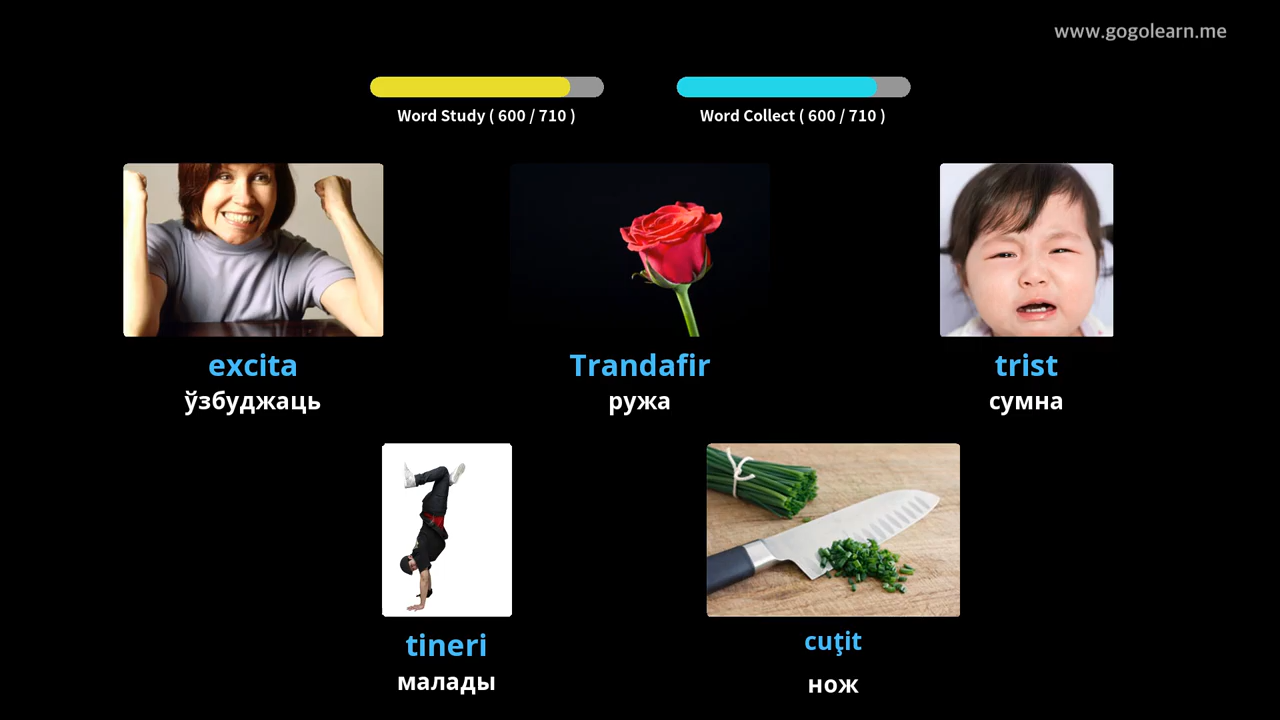 www.gogolearn.me
Word Study ( 600 / 710 )
Word Collect ( 600 / 710 )
excita
ўзбуджаць
Trandafir
ружа
trist
сумна
tineri
малады
cuţit
нож